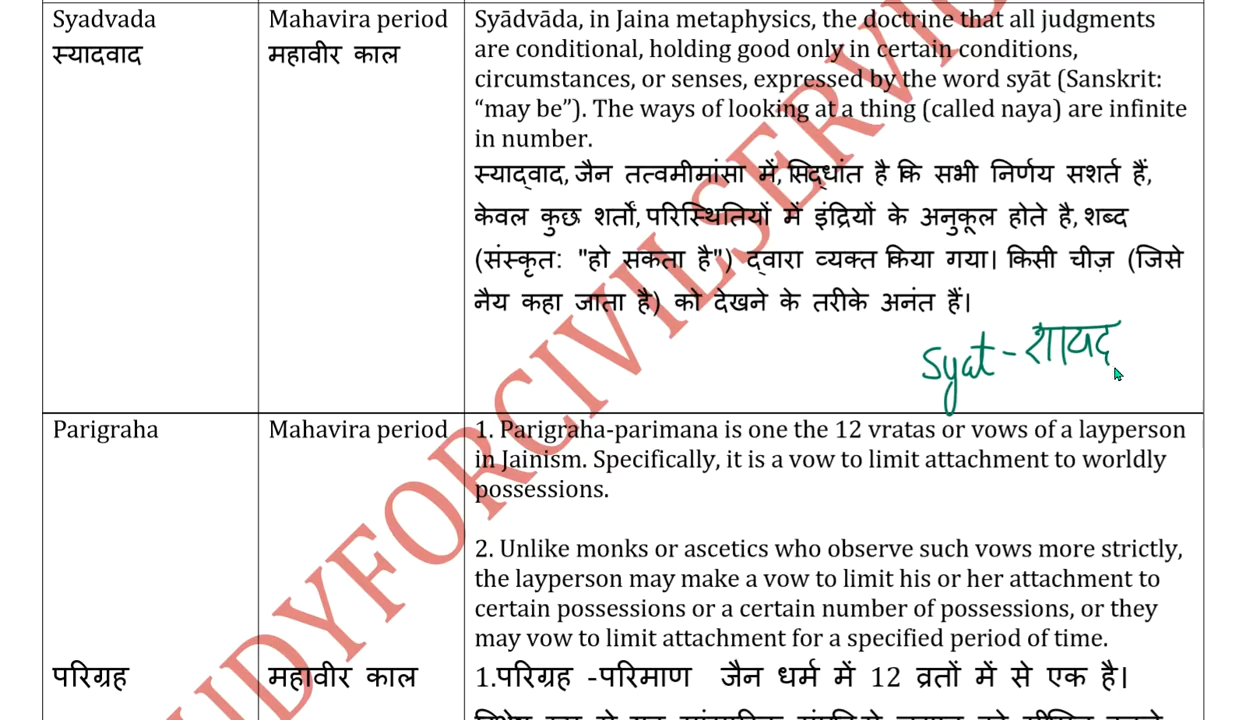 Syadvada
स्यादवाद
Mahavira period
महावीर काल
Syādvāda, in Jaina metaphysics, the doctrine that all judgments
are conditional, holding good only in certain conditions,
circumstances, or senses, expressed by the word syāt (Sanskrit:
“may be”). The ways of looking at a thing (called naya) are infinite
in number.
स्याद्वाद, जैन तत्वमीमांसा में, सिद्धांत है कि सभी निर्णय सशर्त हैं,
केवल कुछ शर्तों, परिस्थितियों में इंद्रियों के अनुकूल होते है, शब्द
(संस्कृत: "हो सकता है") द्वारा व्यक्त किया गया। किसी चीज़ (जिसे
नैय कहा जाता है) को देखने के तरीके अनंत हैं।
Syat - शायद
Parigraha
Mahavira period
1. Parigraha-parimana is one the 12 vratas or vows of a layperson
in Jainism. Specifically, it is a vow to limit attachment to worldly
possessions.
2. Unlike monks or ascetics who observe such vows more strictly,
the layperson may make a vow to limit his or her attachment to
certain possessions or a certain number of possessions, or they
may vow to limit attachment for a specified period of time.
परिग्रह
महावीर काल
1.परिग्रह -परिमाण जैन धर्म में 12 व्रतों में से एक है।
UDYFORCIVILSERVIC